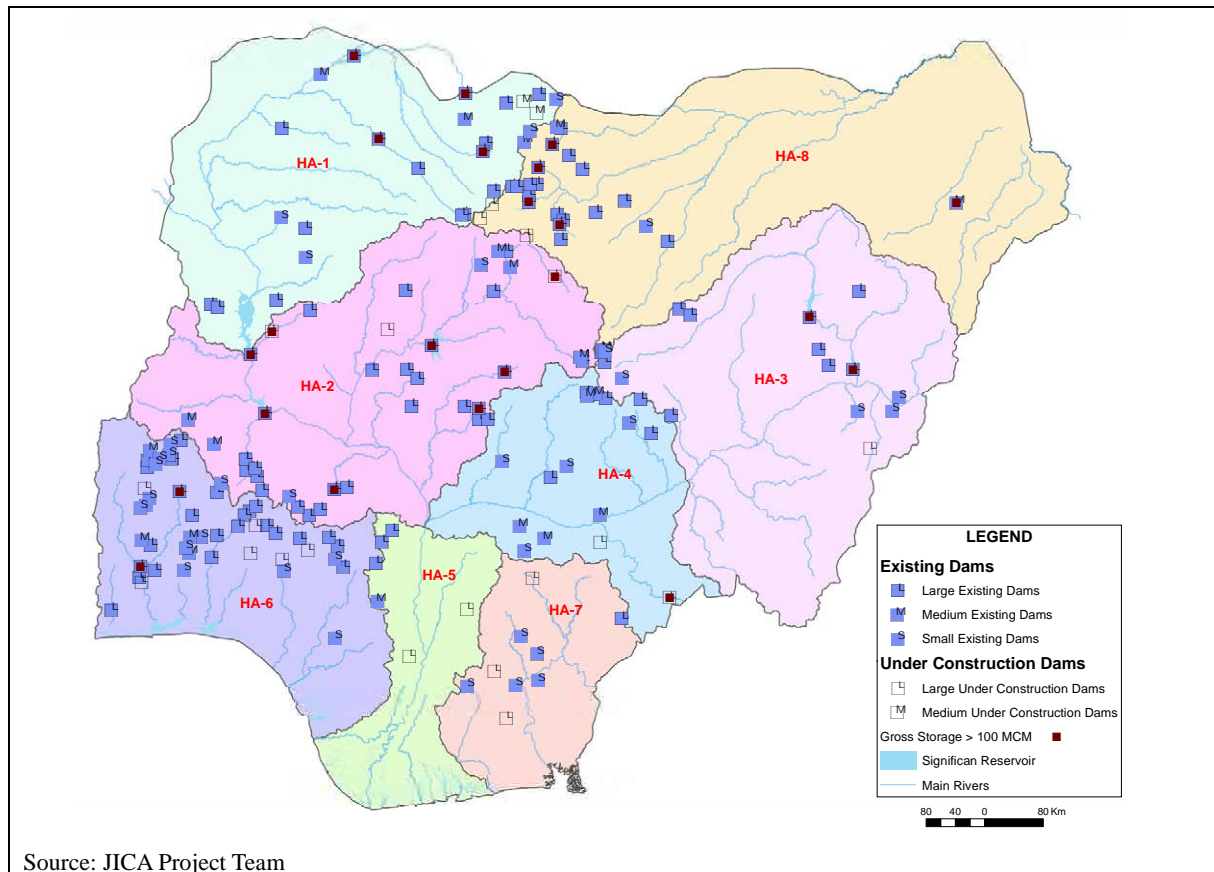 HA-1
HA-8
HA-2
HA-3
HA-4
HA-5
HA-6
HA-7
LEGEND
Existing Dams
L Large Existing Dams
M Medium Existing Dams
S Small Existing Dams
Under Construction Dams
L Large Under Construction Dams
M Medium Under Construction Dams
Gross Storage > 100 MCM
Significan Reservoir
Main Rivers
80 40 0 80 Km
Source: JICA Project Team